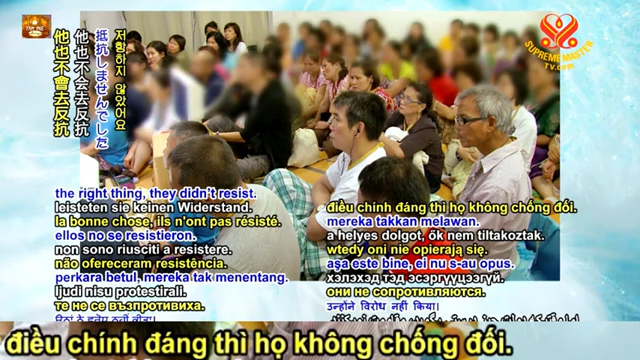 SUPREME MASTER
TV.com
저항하지 않았어요
抵抗しませんでした
他也不会去反抗
他也不會去反抗
the right thing, they didn't resist.
leisteten sie keinen Widerstand.
la bonne chose, ils n'ont pas résisté.
ellos no se resistieron.
non sono riusciti a resistere.
não ofereceram resistência.
perkara betul, mereka tak menentang.
ljudi nisu protestirali.
те не се възпротивиха.
điều chính đáng thì họ không chống đối.
mereka takkan melawan.
a helyes dolgot, ők nem tiltakoztak.
wtedy oni nie opierają się.
aşa este bine, ei nu s-au opus.
хэлэхэд тэд эсэргүүцээгүй.
они не сопротивляются.
उन्होंने विरोध नहीं किया।
điều chính đáng thì họ không chống đối.